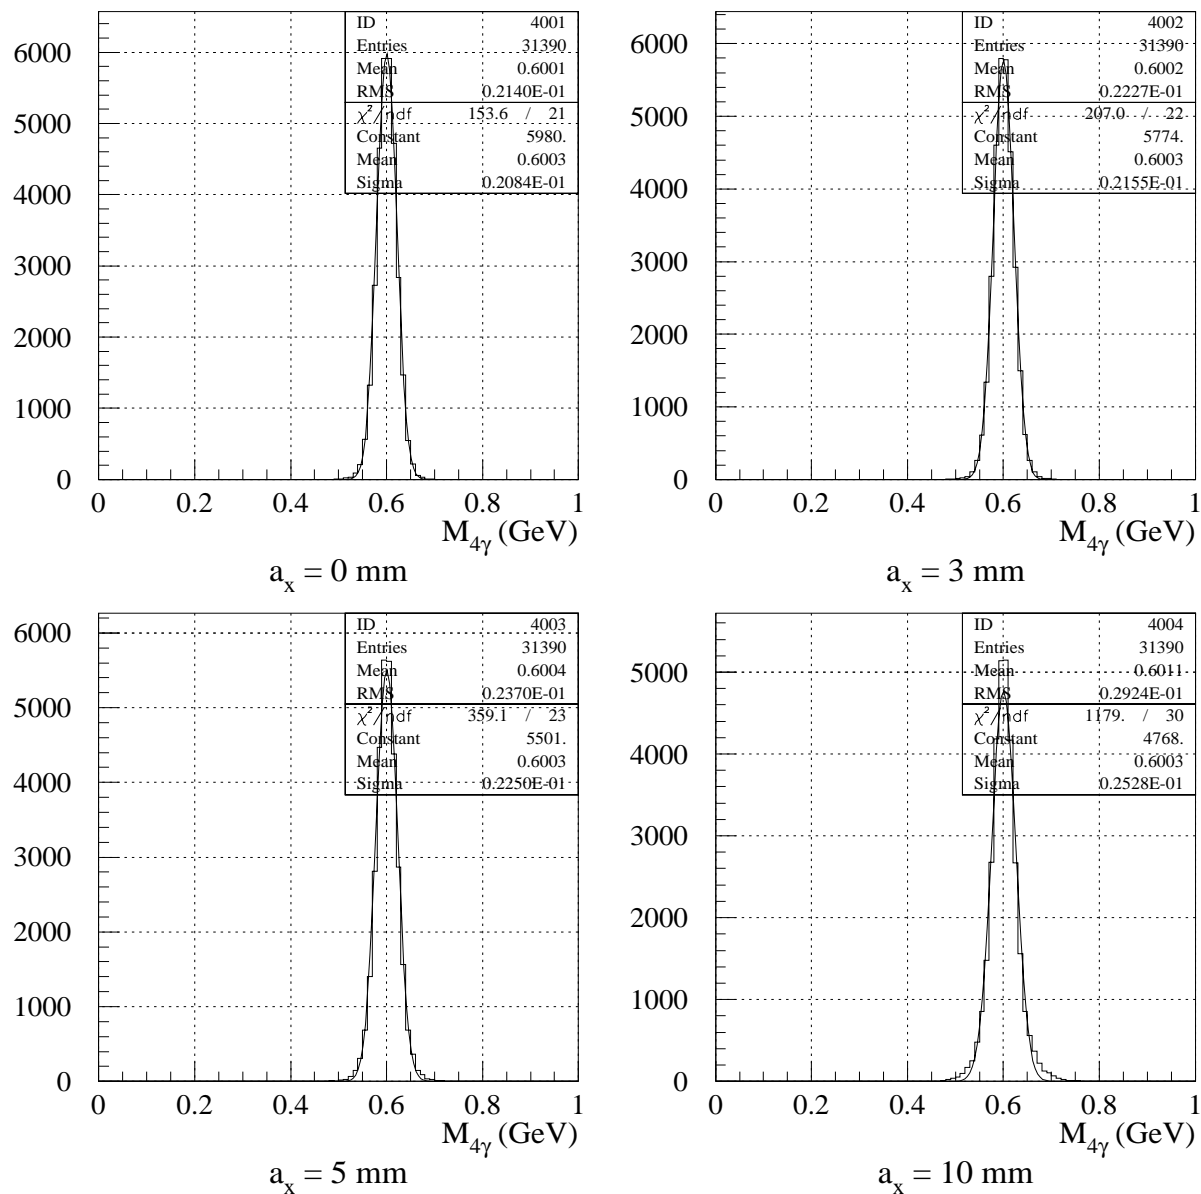 ID 4001
Entries 31390
Mean 0.6001
RMS 0.2140E-01
χ²/ndf 153.6 / 21
Constant 5980.
Mean 0.6003
Sigma 0.2084E-01
6000
5000
4000
3000
2000
1000
0
0 0.2 0.4 0.6 0.8 1
M4γ (GeV)
ax = 0 mm
ID 4002
Entries 31390
Mean 0.6002
RMS 0.2227E-01
χ²/ndf 207.0 / 22
Constant 5774.
Mean 0.6003
Sigma 0.2155E-01
6000
5000
4000
3000
2000
1000
0
0 0.2 0.4 0.6 0.8 1
M4γ (GeV)
ax = 3 mm
ID 4003
Entries 31390
Mean 0.6004
RMS 0.2370E-01
χ²/ndf 359.1 / 23
Constant 5501.
Mean 0.6003
Sigma 0.2250E-01
6000
5000
4000
3000
2000
1000
0
0 0.2 0.4 0.6 0.8 1
M4γ (GeV)
ax = 5 mm
ID 4004
Entries 31390
Mean 0.6011
RMS 0.2924E-01
χ²/ndf 1179. / 30
Constant 4768.
Mean 0.6003
Sigma 0.2528E-01
5000
4000
3000
2000
1000
0
0 0.2 0.4 0.6 0.8 1
M4γ (GeV)
ax = 10 mm